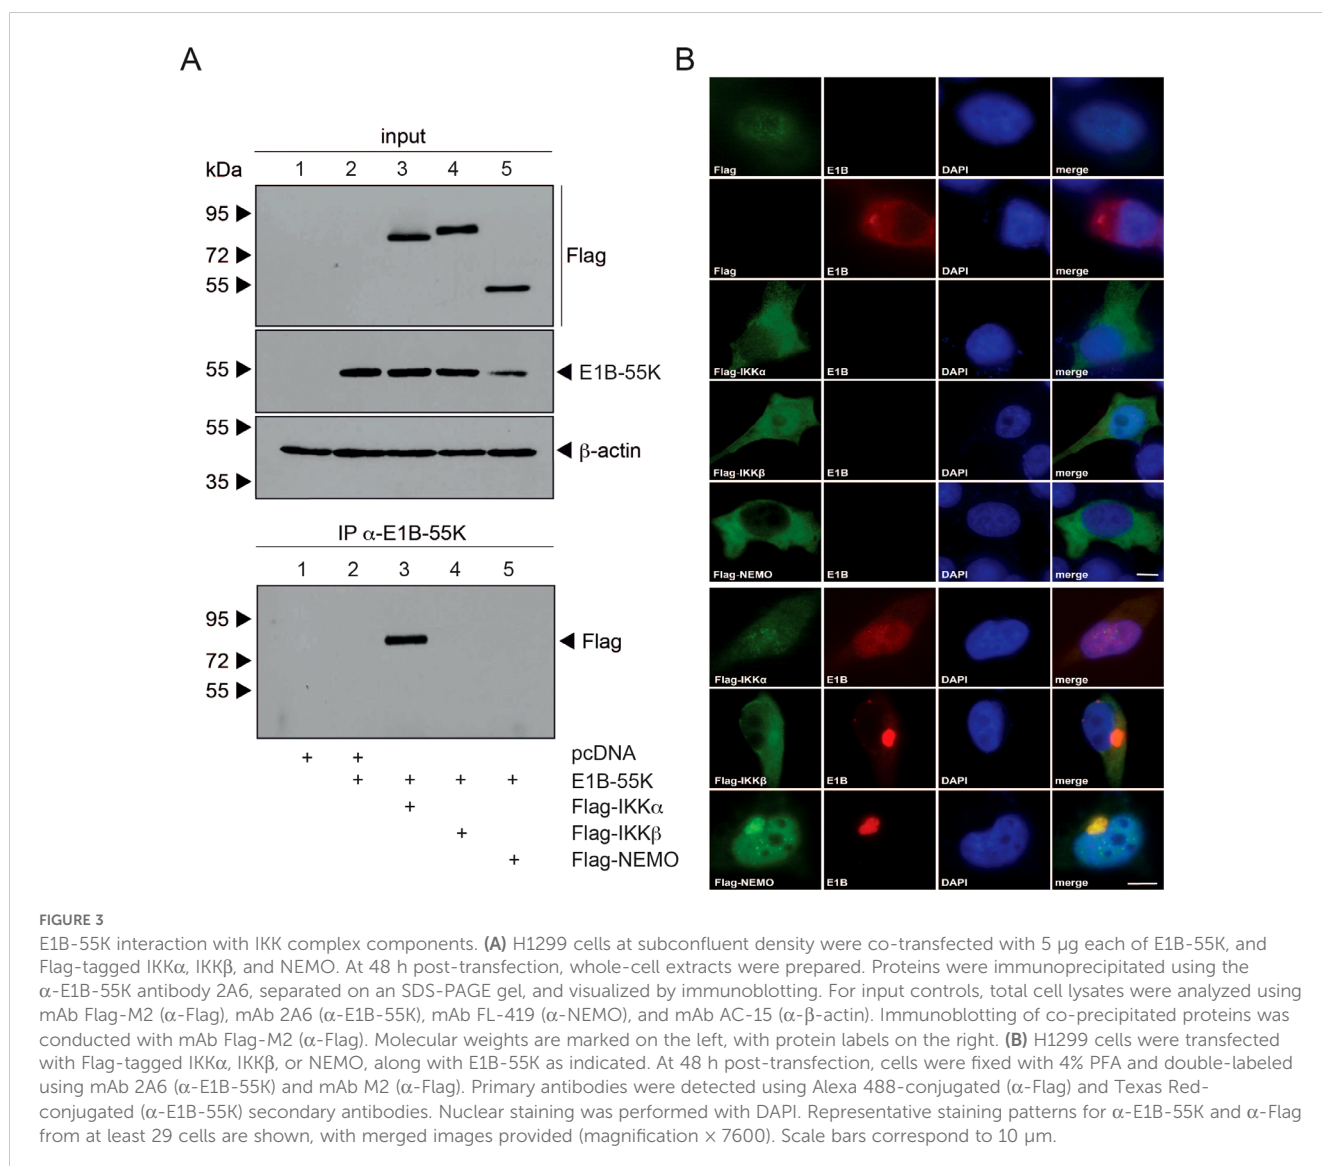 A
input
kDa 1 2 3 4 5
95
72
55
Flag
55
E1B-55K
55
β-actin
35
IP α-E1B-55K
1 2 3 4 5
95
Flag
72
55
+ + pcDNA
+ + + + E1B-55K
+ Flag-IKKα
+ Flag-IKKβ
+ Flag-NEMO
B
Flag E1B DAPI merge
Flag E1B DAPI merge
Flag-IKKα E1B DAPI merge
Flag-IKKβ E1B DAPI merge
Flag-NEMO E1B DAPI merge
Flag-IKKα E1B DAPI merge
Flag-IKKβ E1B DAPI merge
Flag-NEMO E1B DAPI merge
FIGURE 3
E1B-55K interaction with IKK complex components. (A) H1299 cells at subconfluent density were co-transfected with 5 µg each of E1B-55K, and
Flag-tagged IKKα, IKKβ, and NEMO. At 48 h post-transfection, whole-cell extracts were prepared. Proteins were immunoprecipitated using the
α-E1B-55K antibody 2A6, separated on an SDS-PAGE gel, and visualized by immunoblotting. For input controls, total cell lysates were analyzed using
mAb Flag-M2 (α-Flag), mAb 2A6 (α-E1B-55K), mAb FL-419 (α-NEMO), and mAb AC-15 (α-β-actin). Immunoblotting of co-precipitated proteins was
conducted with mAb Flag-M2 (α-Flag). Molecular weights are marked on the left, with protein labels on the right. (B) H1299 cells were transfected
with Flag-tagged IKKα, IKKβ, or NEMO, along with E1B-55K as indicated. At 48 h post-transfection, cells were fixed with 4% PFA and double-labeled
using mAb 2A6 (α-E1B-55K) and mAb M2 (α-Flag). Primary antibodies were detected using Alexa 488-conjugated (α-Flag) and Texas Red-
conjugated (α-E1B-55K) secondary antibodies. Nuclear staining was performed with DAPI. Representative staining patterns for α-E1B-55K and α-Flag
from at least 29 cells are shown, with merged images provided (magnification × 7600). Scale bars correspond to 10 µm.